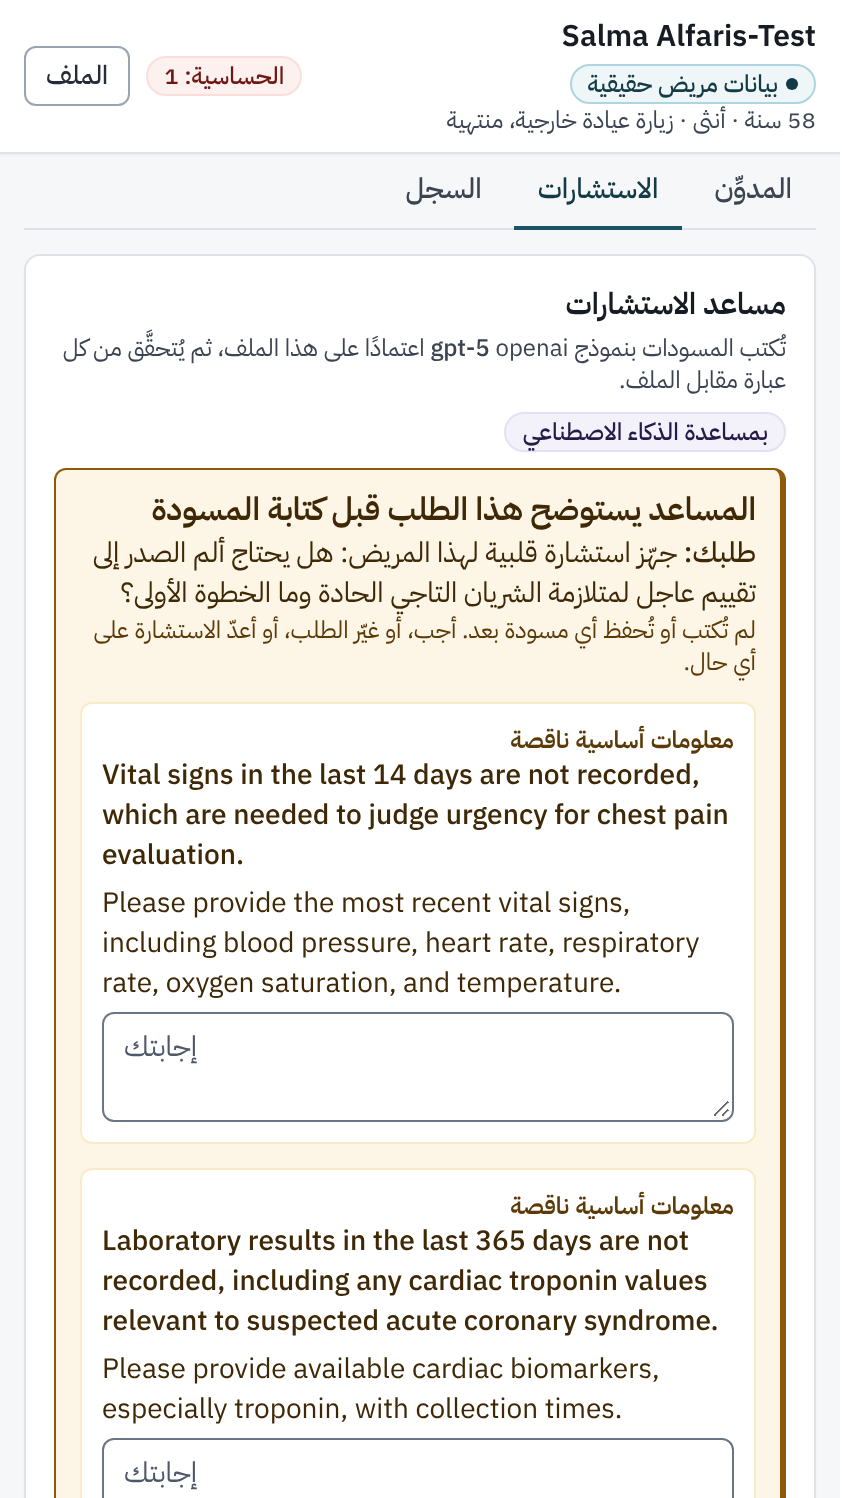 Salma Alfaris-Test
● بيانات مريض حقيقية
58 سنة · أنثى · زيارة عيادة خارجية، منتهية
الحساسية: 1
الملف
المدوِّن
الاستشارات
السجل
مساعد الاستشارات
تُكتب المسودات بنموذج gpt-5 openai اعتمادًا على هذا الملف، ثم يُتحقَّق من كل
عبارة مقابل الملف.
بمساعدة الذكاء الاصطناعي
المساعد يستوضح هذا الطلب قبل كتابة المسودة
طلبك: جهّز استشارة قلبية لهذا المريض: هل يحتاج ألم الصدر إلى
تقييم عاجل لمتلازمة الشريان التاجي الحادة وما الخطوة الأولى؟
لم تُكتب أو تُحفظ أي مسودة بعد. أجب، أو غيّر الطلب، أو أعدّ الاستشارة على
أي حال.
معلومات أساسية ناقصة
Vital signs in the last 14 days are not recorded,
which are needed to judge urgency for chest pain
evaluation.
Please provide the most recent vital signs,
including blood pressure, heart rate, respiratory
rate, oxygen saturation, and temperature.
إجابتك
معلومات أساسية ناقصة
Laboratory results in the last 365 days are not
recorded, including any cardiac troponin values
relevant to suspected acute coronary syndrome.
Please provide available cardiac biomarkers,
especially troponin, with collection times.
إجابتك